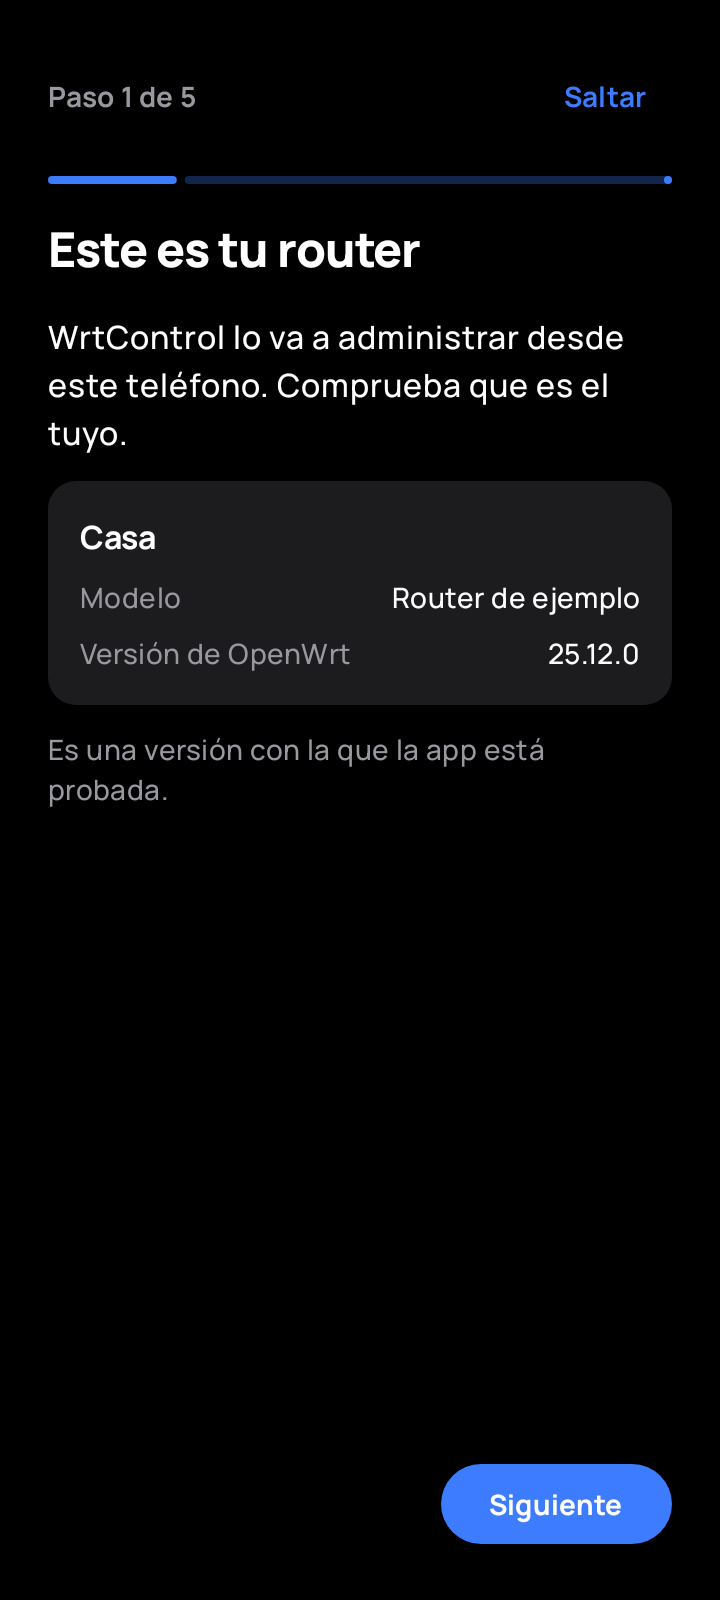 Paso 1 de 5
Saltar
Este es tu router
WrtControl lo va a administrar desde
este teléfono. Comprueba que es el
tuyo.
Casa
Modelo Router de ejemplo
Versión de OpenWrt 25.12.0
Es una versión con la que la app está
probada.
Siguiente